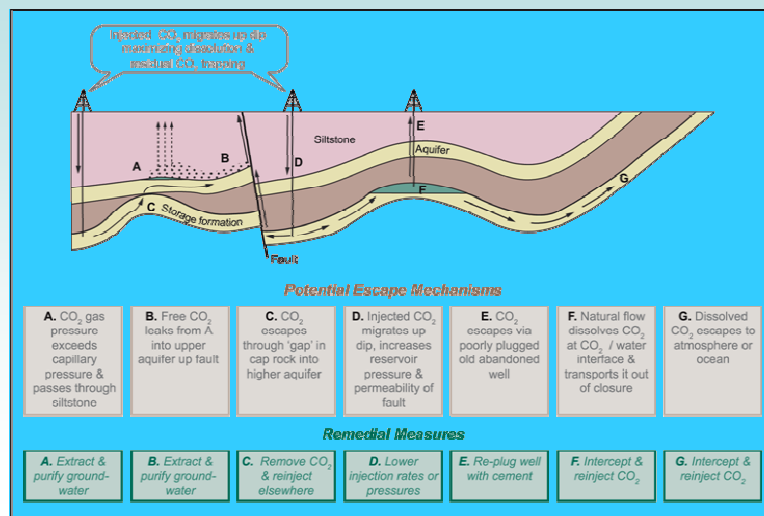 Injected CO2 migrates up dip
maximizing dissolution &
residual CO2 trapping
E
Siltstone
A
B
D
Aquifer
F
G
C
Storage formation
Fault
Potential Escape Mechanisms
A. CO2 gas
pressure
exceeds
capillary
pressure &
passes through
siltstone
B. Free CO2
leaks from A
into upper
aquifer up fault
C. CO2
escapes
through 'gap' in
cap rock into
higher aquifer
D. Injected CO2
migrates up
dip, increases
reservoir
pressure &
permeability of
fault
E. CO2
escapes via
poorly plugged
old abandoned
well
F. Natural flow
dissolves CO2
at CO2 / water
interface &
transports it out
of closure
G. Dissolved
CO2 escapes to
atmosphere or
ocean
Remedial Measures
A. Extract &
purify ground-
water
B. Extract &
purify ground-
water
C. Remove CO2
& reinject
elsewhere
D. Lower
injection rates or
pressures
E. Re-plug well
with cement
F. Intercept &
reinject CO2
G. Intercept &
reinject CO2